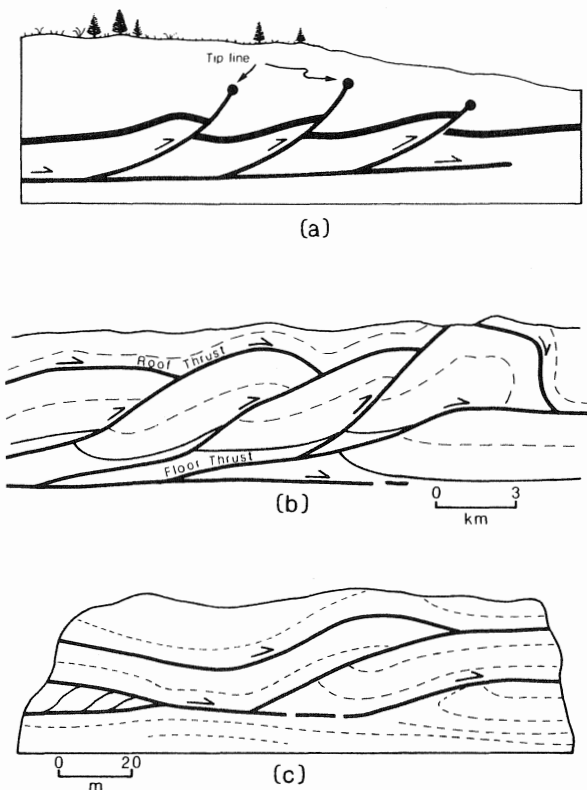 Tip line
(a)
Roof Thrust
Floor Thrust
0 3
km
(b)
0 20
m
(c)